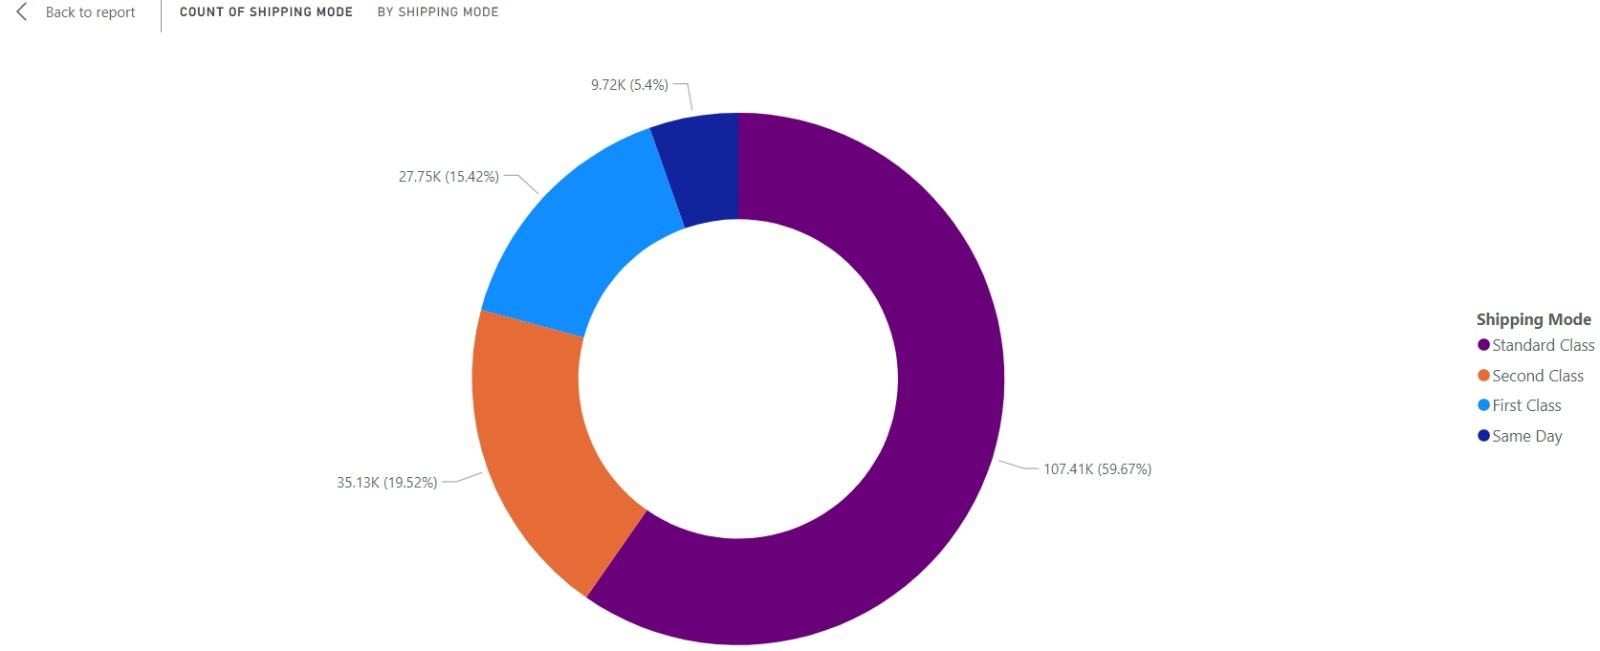 Back to report
COUNT OF SHIPPING MODE
BY SHIPPING MODE
9.72K (5.4%)
27.75K (15.42%)
35.13K (19.52%)
107.41K (59.67%)
Shipping Mode
Standard Class
Second Class
First Class
Same Day